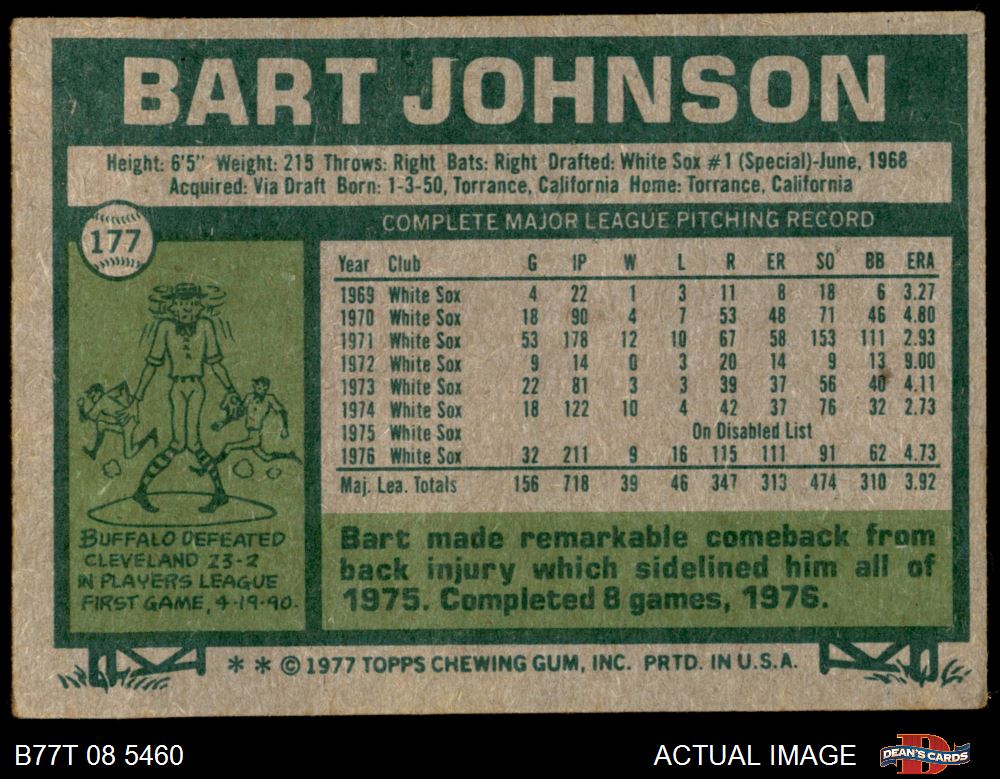 BART JOHNSON
Height: 6'5" Weight: 215 Throws: Right Bats: Right Drafted: White Sox #1 (Special)-June, 1968
Acquired: Via Draft Born: 1-3-50, Torrance, California Home: Torrance, California
177
COMPLETE MAJOR LEAGUE PITCHING RECORD
Year Club G IP W L R ER SO BB ERA
1969 White Sox 4 22 1 3 11 8 18 6 3.27
1970 White Sox 18 90 4 7 53 48 71 46 4.80
1971 White Sox 53 178 12 10 67 58 153 111 2.93
1972 White Sox 9 14 0 3 20 14 9 13 9.00
1973 White Sox 22 81 3 3 39 37 56 40 4.11
1974 White Sox 18 122 10 4 42 37 76 32 2.73
1975 White Sox On Disabled List
1976 White Sox 32 211 9 16 115 111 91 62 4.73
Maj. Lea. Totals 156 718 39 46 347 313 474 310 3.92
BUFFALO DEFEATED
CLEVELAND 23-2
IN PLAYERS LEAGUE
FIRST GAME, 4-19-90.
Bart made remarkable comeback from
back injury which sidelined him all of
1975. Completed 8 games, 1976.
* * © 1977 TOPPS CHEWING GUM, INC. PRTD. IN U.S.A.
B77T 08 5460
ACTUAL IMAGE
D
DEAN'S CARDS